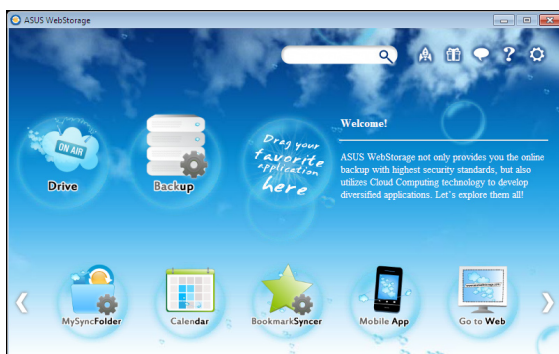 ASUS WebStorage
?
Welcome!
ON AIR
Drive
Backup
Drag your
favorite
application
here
ASUS WebStorage not only provides you the online
backup with highest security standards, but also
utilizes Cloud Computing technology to develop
diversified applications. Let's explore them all!
MySyncFolder
Calendar
BookmarkSyncer
Mobile App
Go to Web